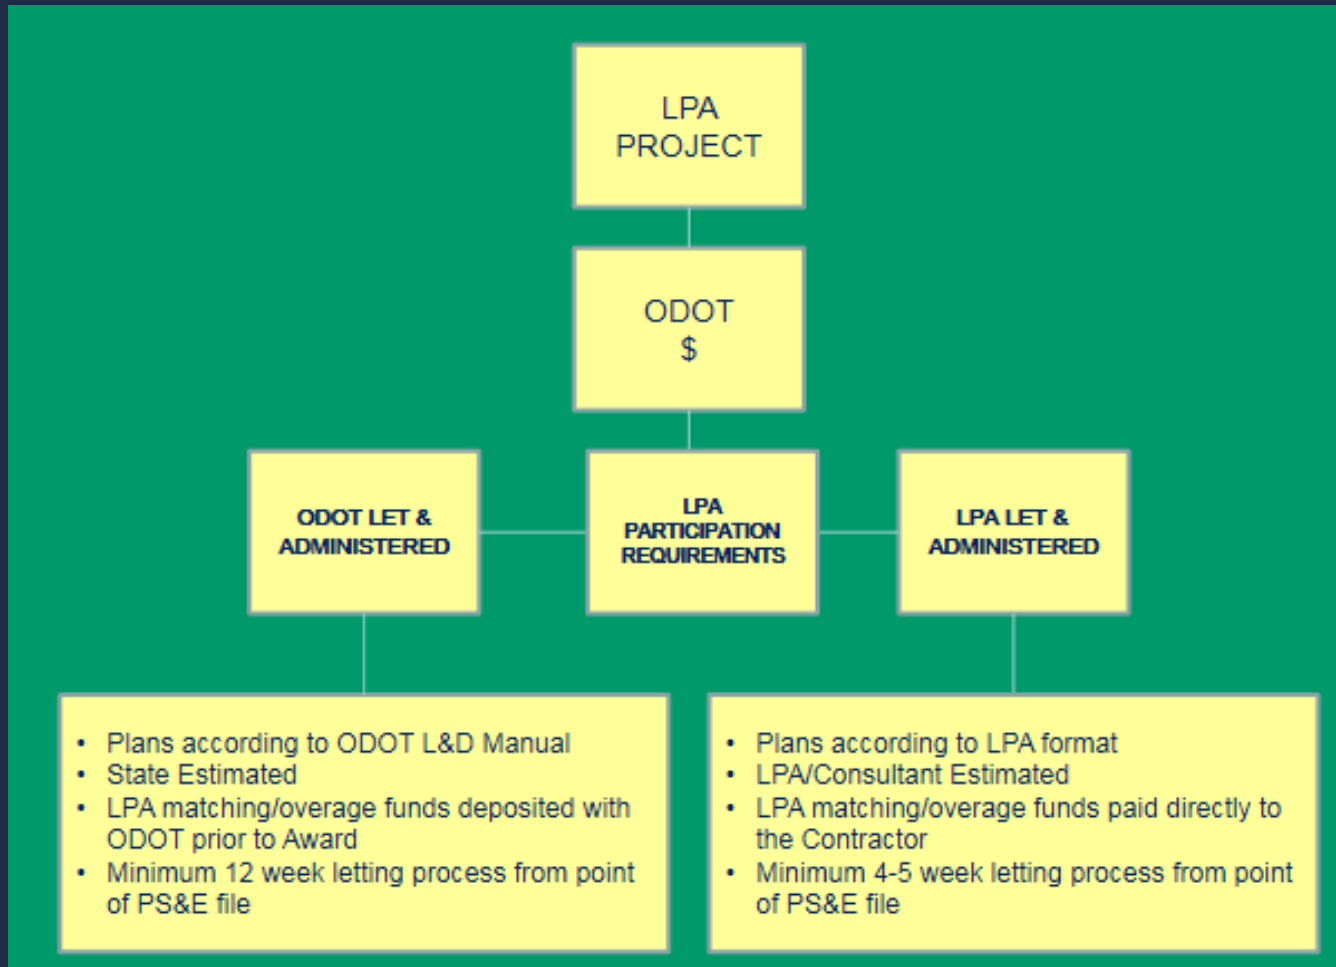 LPA
PROJECT
ODOT
$
ODOT LET &
ADMINISTERED
LPA
PARTICIPATION
REQUIREMENTS
LPA LET &
ADMINISTERED
• Plans according to ODOT L&D Manual
• State Estimated
• LPA matching/overage funds deposited with
ODOT prior to Award
• Minimum 12 week letting process from point
of PS&E file
• Plans according to LPA format
• LPA/Consultant Estimated
• LPA matching/overage funds paid directly to
the Contractor
• Minimum 4-5 week letting process from point
of PS&E file